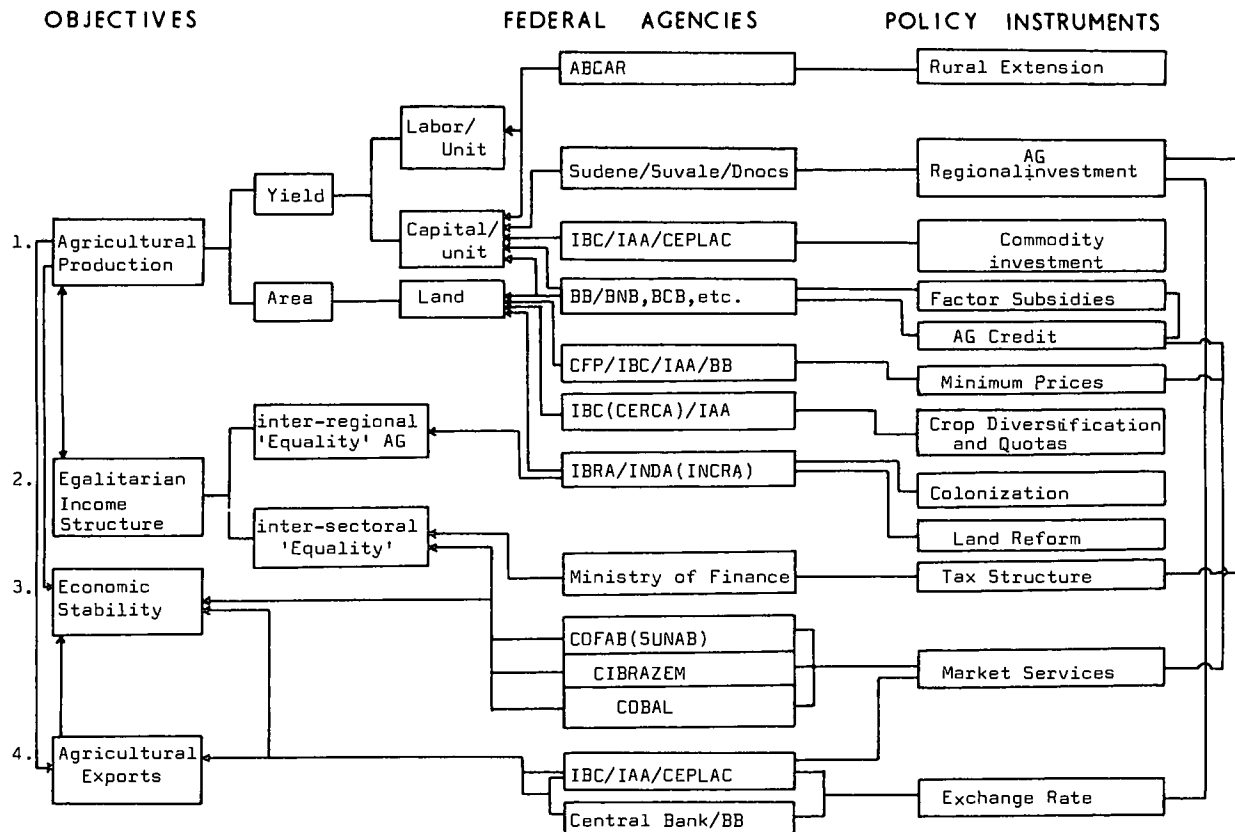 OBJECTIVES
FEDERAL AGENCIES
POLICY INSTRUMENTS
1.
Agricultural
Production
Yield
Area
Labor/
Unit
Capital/
unit
Land
2.
Egalitarian
Income
Structure
inter-regional
'Equality' AG
inter-sectoral
'Equality'
3.
Economic
Stability
4.
Agricultural
Exports
ABCAR
Sudene/Suvale/Dnocs
IBC/IAA/CEPLAC
BB/BNB,BCB,etc.
CFP/IBC/IAA/BB
IBC(CERCA)/IAA
IBRA/INDA(INCRA)
Ministry of Finance
COFAB(SUNAB)
CIBRAZEM
COBAL
IBC/IAA/CEPLAC
Central Bank/BB
Rural Extension
AG
Regionalinvestment
Commodity
investment
Factor Subsidies
AG Credit
Minimum Prices
Crop Diversification
and Quotas
Colonization
Land Reform
Tax Structure
Market Services
Exchange Rate